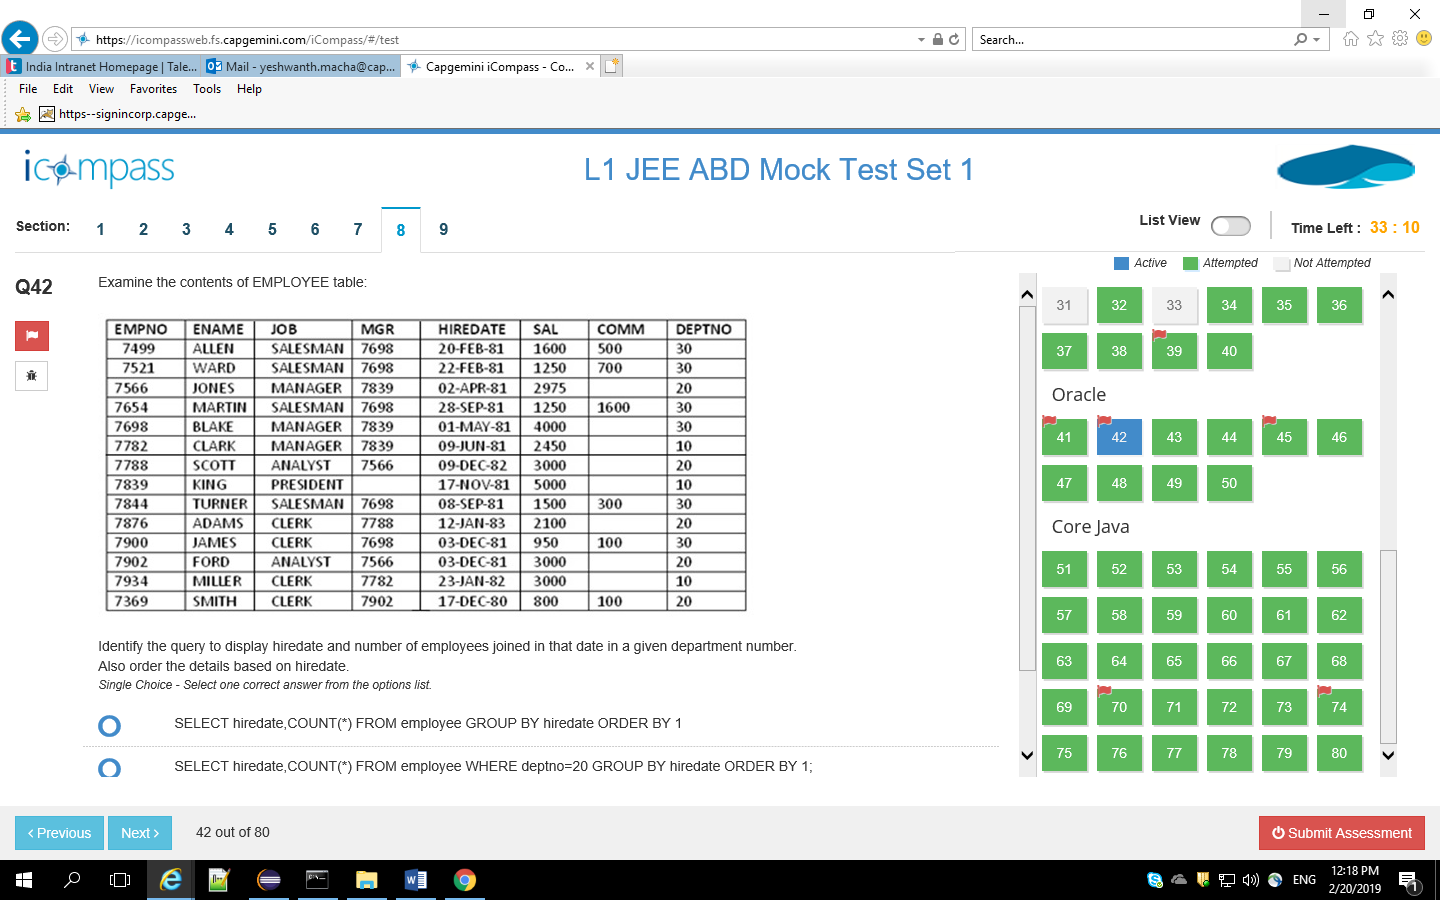 https://icompassweb.fs.capgemini.com/iCompass/#/test
Search...
India Intranet Homepage | Tale...
Mail - yeshwanth.macha@cap...
Capgemini iCompass - Co...
File Edit View Favorites Tools Help
https--signincorp.capge...
icompass
L1 JEE ABD Mock Test Set 1
Section: 1 2 3 4 5 6 7 8 9
List View
Time Left : 33 : 10
Active Attempted Not Attempted
Q42
Examine the contents of EMPLOYEE table:
EMPNO ENAME JOB MGR HIREDATE SAL COMM DEPTNO
7499 ALLEN SALESMAN 7698 20-FEB-81 1600 500 30
7521 WARD SALESMAN 7698 22-FEB-81 1250 700 30
7566 JONES MANAGER 7839 02-APR-81 2975 20
7654 MARTIN SALESMAN 7698 28-SEP-81 1250 1600 30
7698 BLAKE MANAGER 7839 01-MAY-81 4000 30
7782 CLARK MANAGER 7839 09-JUN-81 2450 10
7788 SCOTT ANALYST 7566 09-DEC-82 3000 20
7839 KING PRESIDENT 17-NOV-81 5000 10
7844 TURNER SALESMAN 7698 08-SEP-81 1500 300 30
7876 ADAMS CLERK 7788 12-JAN-83 2100 20
7900 JAMES CLERK 7698 03-DEC-81 950 100 30
7902 FORD ANALYST 7566 03-DEC-81 3000 20
7934 MILLER CLERK 7782 23-JAN-82 3000 10
7369 SMITH CLERK 7902 17-DEC-80 800 100 20
Identify the query to display hiredate and number of employees joined in that date in a given department number.
Also order the details based on hiredate.
Single Choice - Select one correct answer from the options list.
SELECT hiredate,COUNT(*) FROM employee GROUP BY hiredate ORDER BY 1
SELECT hiredate,COUNT(*) FROM employee WHERE deptno=20 GROUP BY hiredate ORDER BY 1;
31 32 33 34 35 36
37 38 39 40
Oracle
41 42 43 44 45 46
47 48 49 50
Core Java
51 52 53 54 55 56
57 58 59 60 61 62
63 64 65 66 67 68
69 70 71 72 73 74
75 76 77 78 79 80
Previous Next 42 out of 80
Submit Assessment
ENG
12:18 PM
2/20/2019
1